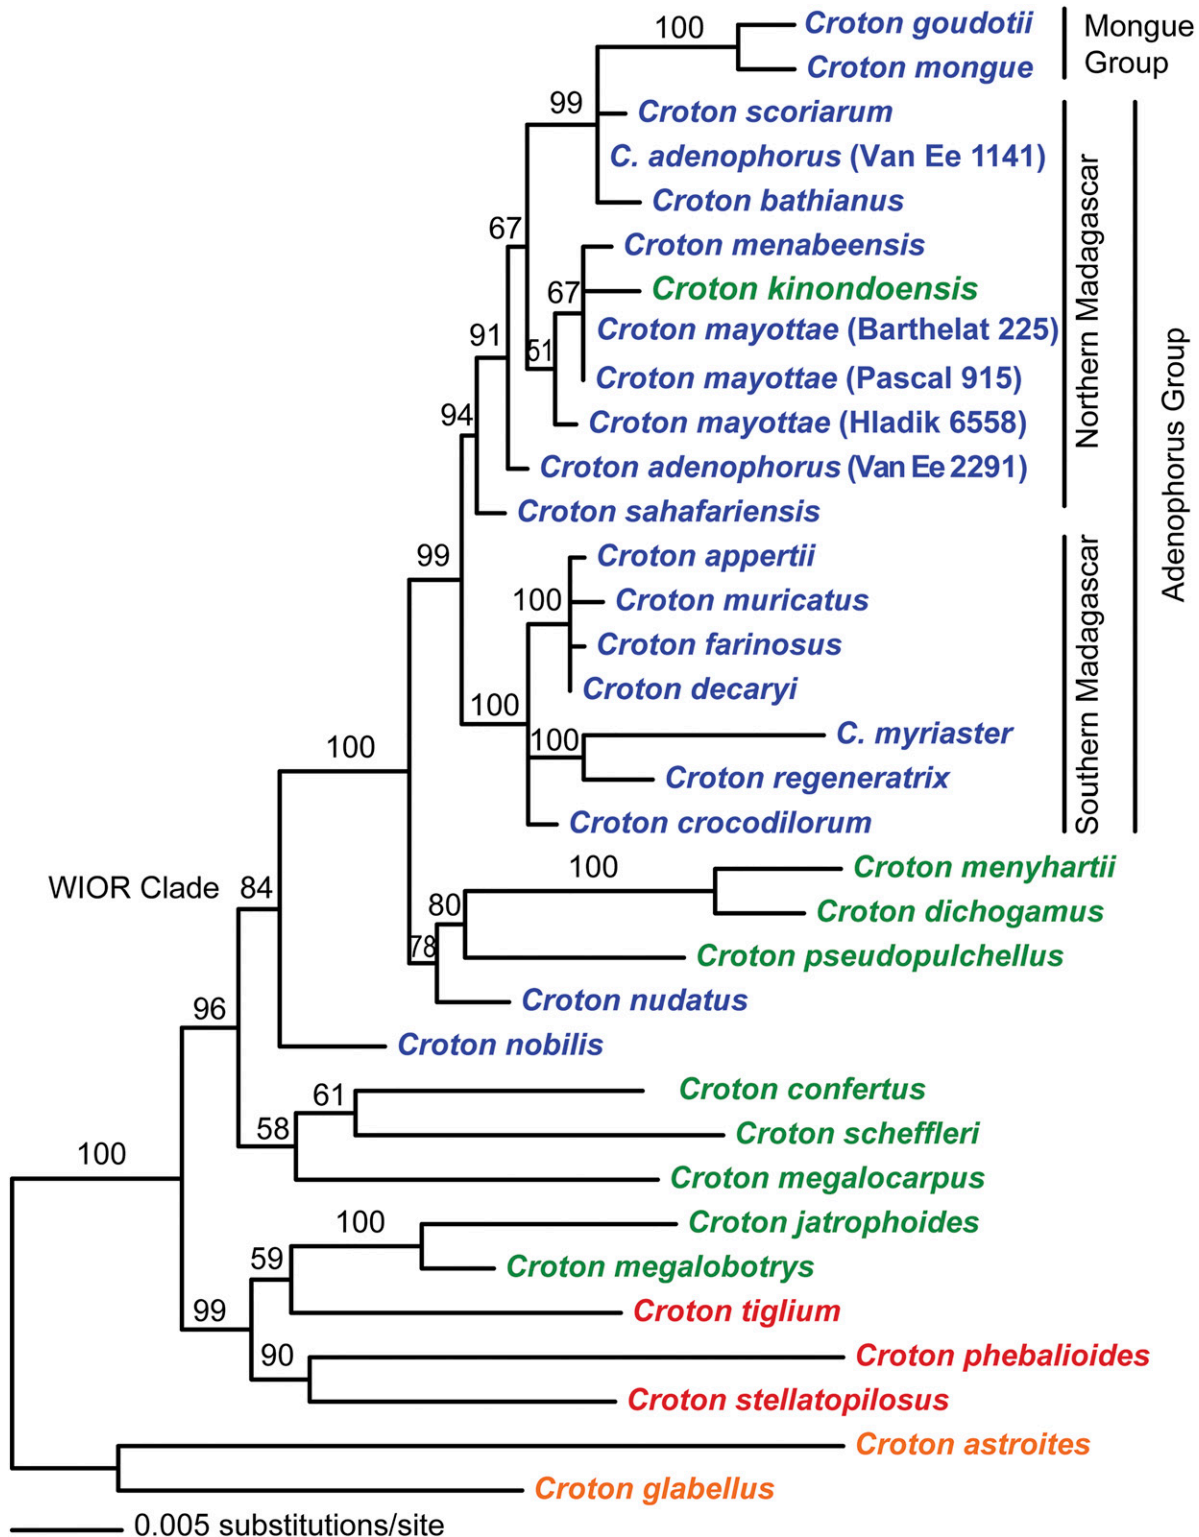 100
Croton goudotii
Croton mongue
Mongue
Group
99
Croton scoriarum
C. adenophorus (Van Ee 1141)
Croton bathianus
67
Croton menabeensis
67
Croton kinondoensis
Croton mayottae (Barthelat 225)
91
51
Croton mayottae (Pascal 915)
94
Croton mayottae (Hladik 6558)
Croton adenophorus (Van Ee 2291)
Croton sahafariensis
Northern Madagascar
Adenophorus Group
99
Croton appertii
100
Croton muricatus
Croton farinosus
Croton decaryi
100
100
C. myriaster
100
Croton regeneratrix
Croton crocodilorum
Southern Madagascar
100
Croton menyhartii
WIOR Clade
84
80
Croton dichogamus
78
Croton pseudopulchellus
Croton nudatus
96
Croton nobilis
61
Croton confertus
58
Croton scheffleri
100
Croton megalocarpus
100
Croton jatrophoides
59
Croton megalobotrys
99
Croton tiglium
90
Croton phebalioides
Croton stellatopilosus
Croton astroites
Croton glabellus
0.005 substitutions/site